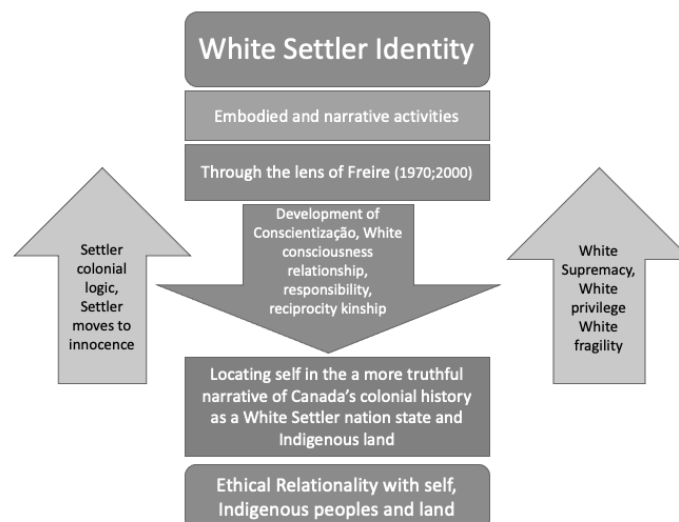 White Settler Identity
Embodied and narrative activities
Through the lens of Freire (1970;2000)
Development of
Conscientização, White
consciousness
relationship,
responsibility,
reciprocity kinship
Settler
colonial
logic,
Settler
moves to
innocence
White
Supremacy,
White
privilege
White
fragility
Locating self in the a more truthful
narrative of Canada's colonial history
as a White Settler nation state and
Indigenous land
Ethical Relationality with self,
Indigenous peoples and land